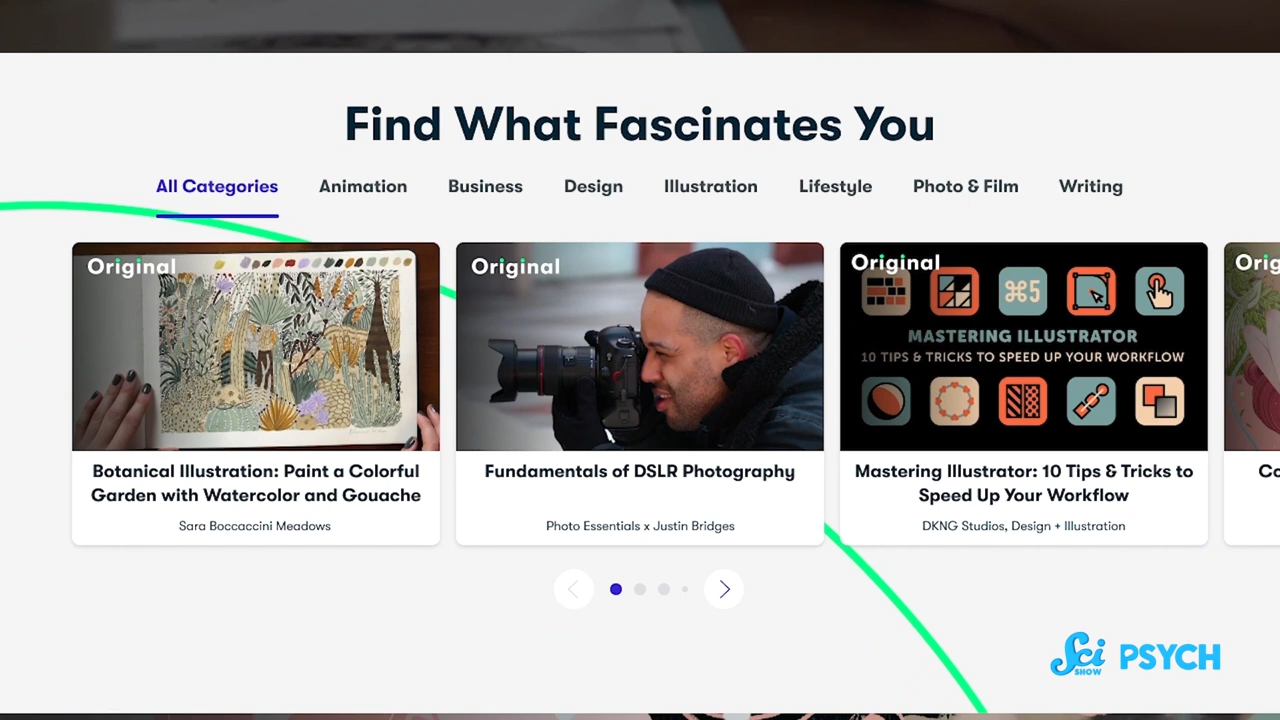 Find What Fascinates You
All Categories Animation Business Design Illustration Lifestyle Photo & Film Writing
Original
Original
Original
⌘5
MASTERING ILLUSTRATOR
10 TIPS & TRICKS TO SPEED UP YOUR WORKFLOW
Botanical Illustration: Paint a Colorful
Garden with Watercolor and Gouache
Sara Boccaccini Meadows
Fundamentals of DSLR Photography
Photo Essentials x Justin Bridges
Mastering Illustrator: 10 Tips & Tricks to
Speed Up Your Workflow
DKNG Studios, Design + Illustration
Sci SHOW PSYCH